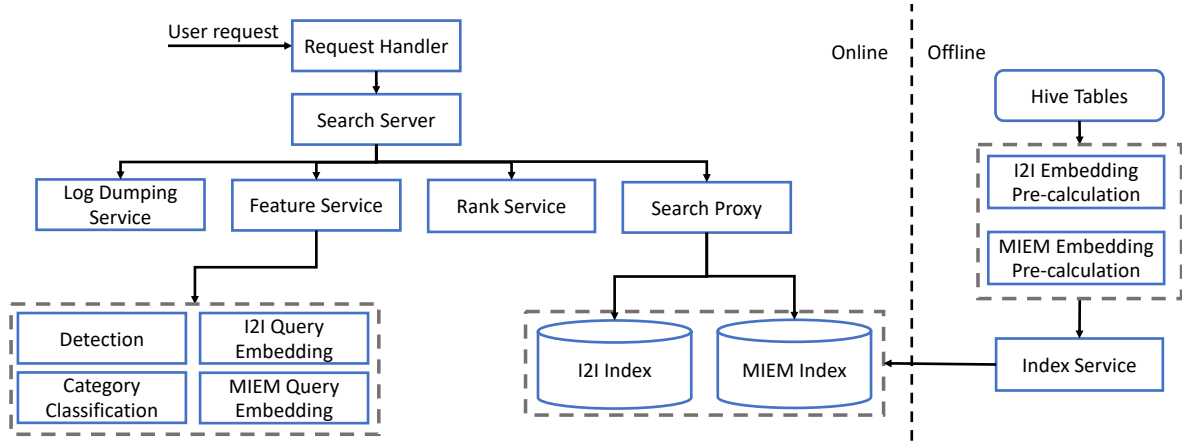 User request
Request Handler
Online
Offline
Search Server
Hive Tables
Log Dumping
Service
Feature Service
Rank Service
Search Proxy
I2I Embedding
Pre-calculation
MIEM Embedding
Pre-calculation
Detection
I2I Query
Embedding
Category
Classification
MIEM Query
Embedding
I2I Index
MIEM Index
Index Service